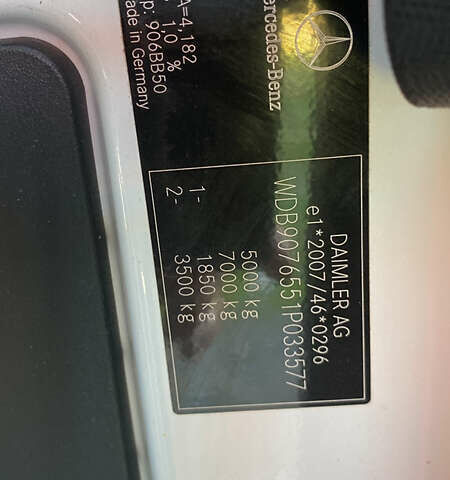 DAIMLER AG
e1*2007/46*0296
WDB9076551P033577
5000 kg
7000 kg
1- 1850 kg
2- 3500 kg
Mercedes-Benz
A=4,182
1,0 %
906BB50
ade in Germany